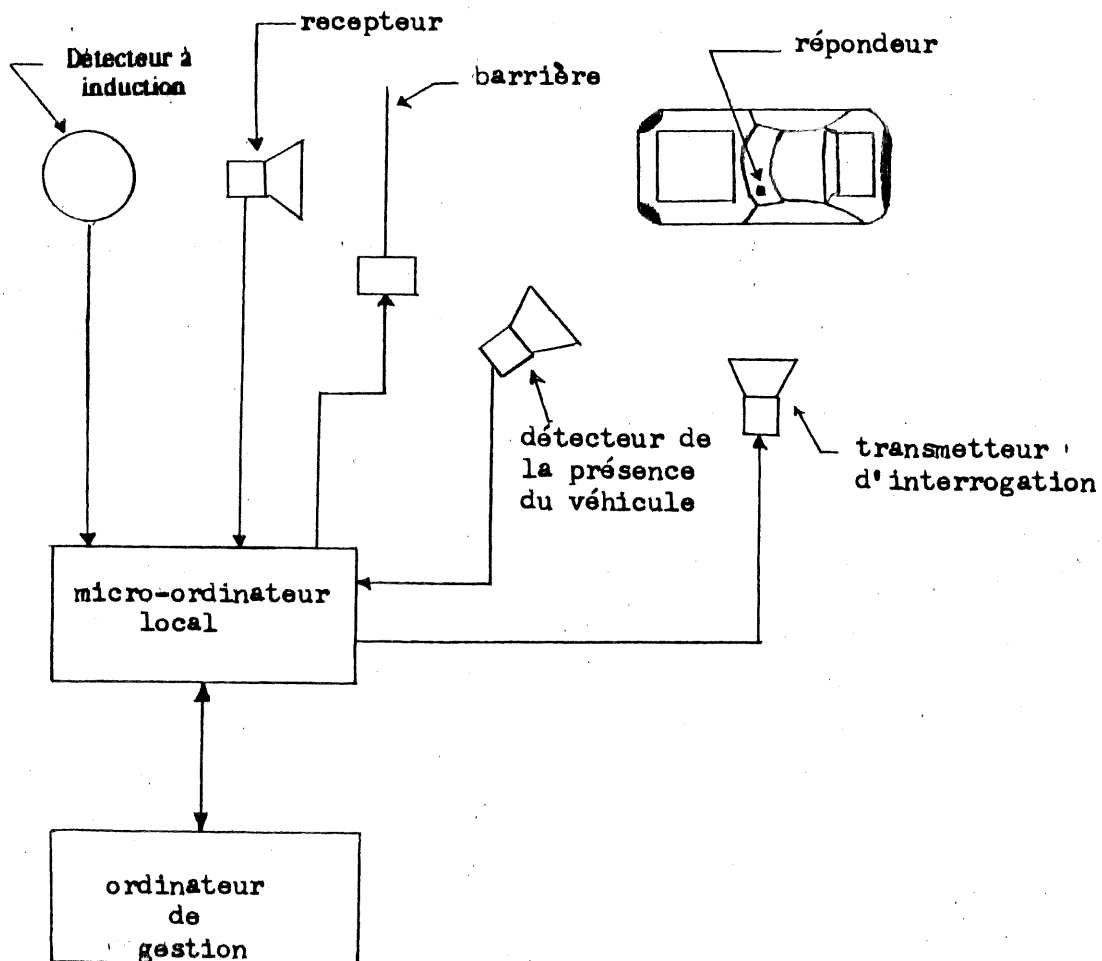 recepteur
répondeur
Détecteur à
induction
barrière
détecteur de
la présence
du véhicule
transmetteur
d'interrogation
micro-ordinateur
local
ordinateur
de
gestion